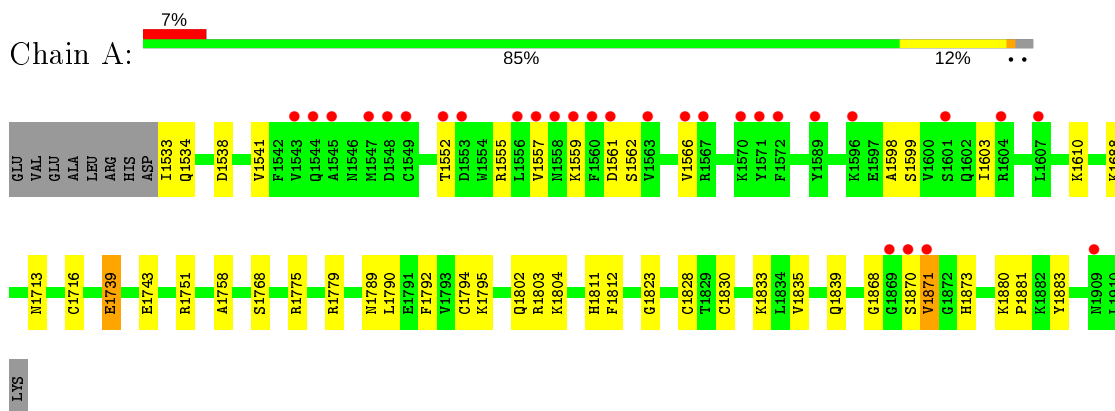 7%
Chain A:
85% 12% • •
GLU VAL GLU ALA LEU ARG HIS ASP I1533 Q1534 D1538 V1541 F1542 V1543 Q1544 A1545 N1546 M1547 D1548 C1549 T1552 D1553 W1554 R1555 L1556 V1557 N1558 K1559 F1560 D1561 S1562 V1563 V1566 R1567 K1570 Y1571 F1572 Y1589 K1596 E1597 A1598 S1599 V1600 S1601 Q1602 I1603 R1604 L1607 K1610
N1713 C1716 E1739 E1743 R1751 A1758 S1768 R1775 R1779 N1789 L1790 E1791 F1792 V1793 C1794 K1795 Q1802 R1803 K1804 H1811 F1812 G1823 C1828 T1829 C1830 K1833 L1834 V1835 Q1839 G1868 G1869 S1870 V1871 G1872 H1873 K1880 P1881 K1882 Y1883 N1909
LYS